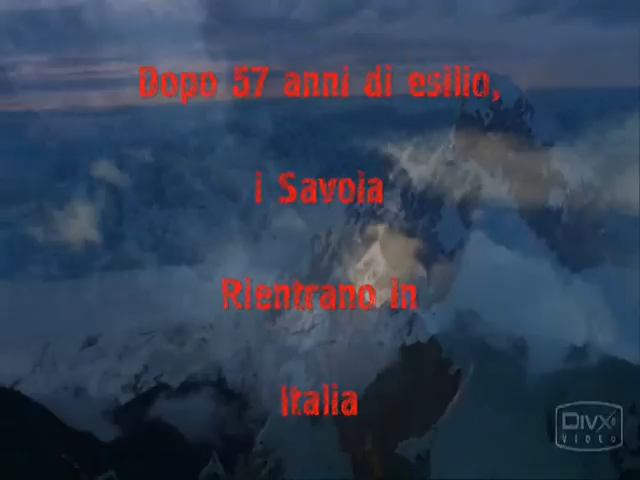 Dopo 57 anni di esilio,
i Savoia
Rientrano in
Italia
DIVX
VIDEO